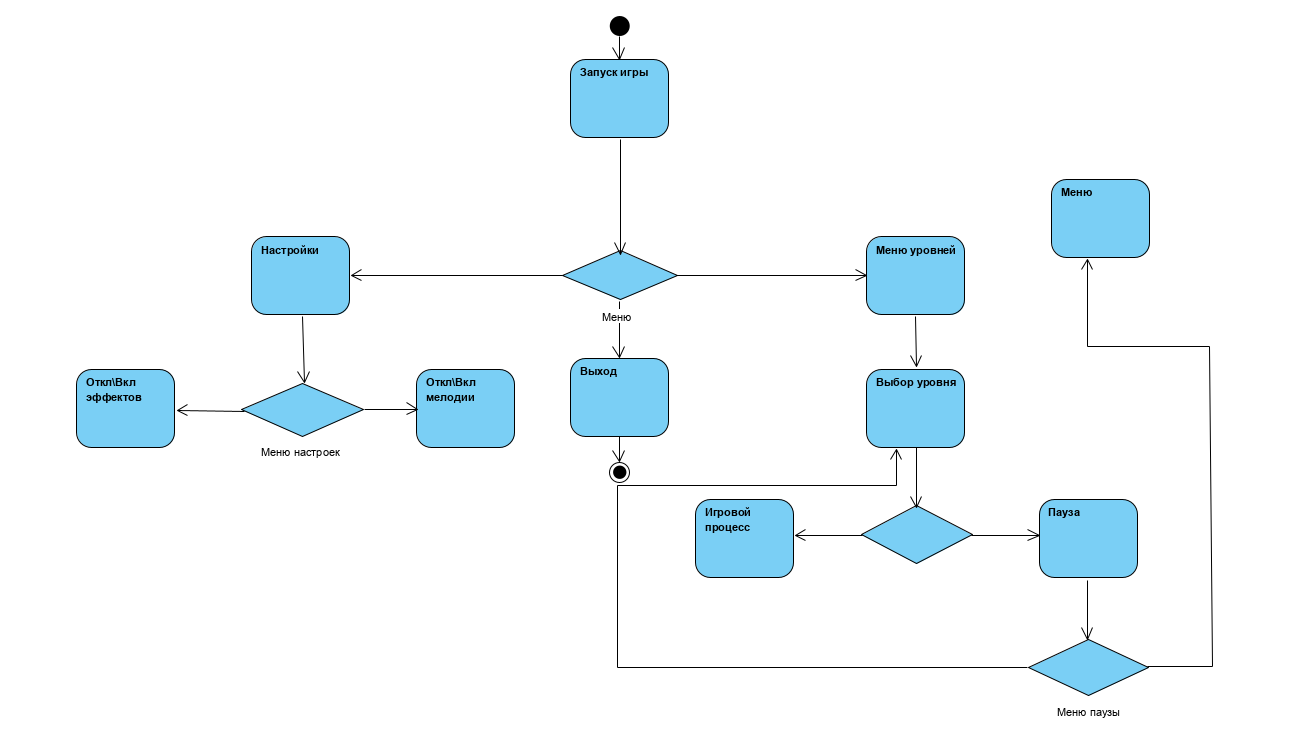 Запуск игры
Меню
Настройки
Меню уровней
Меню
Выход
Откл\Вкл
эффектов
Откл\Вкл
мелодии
Выбор уровня
Меню настроек
Игровой
процесс
Пауза
Меню паузы